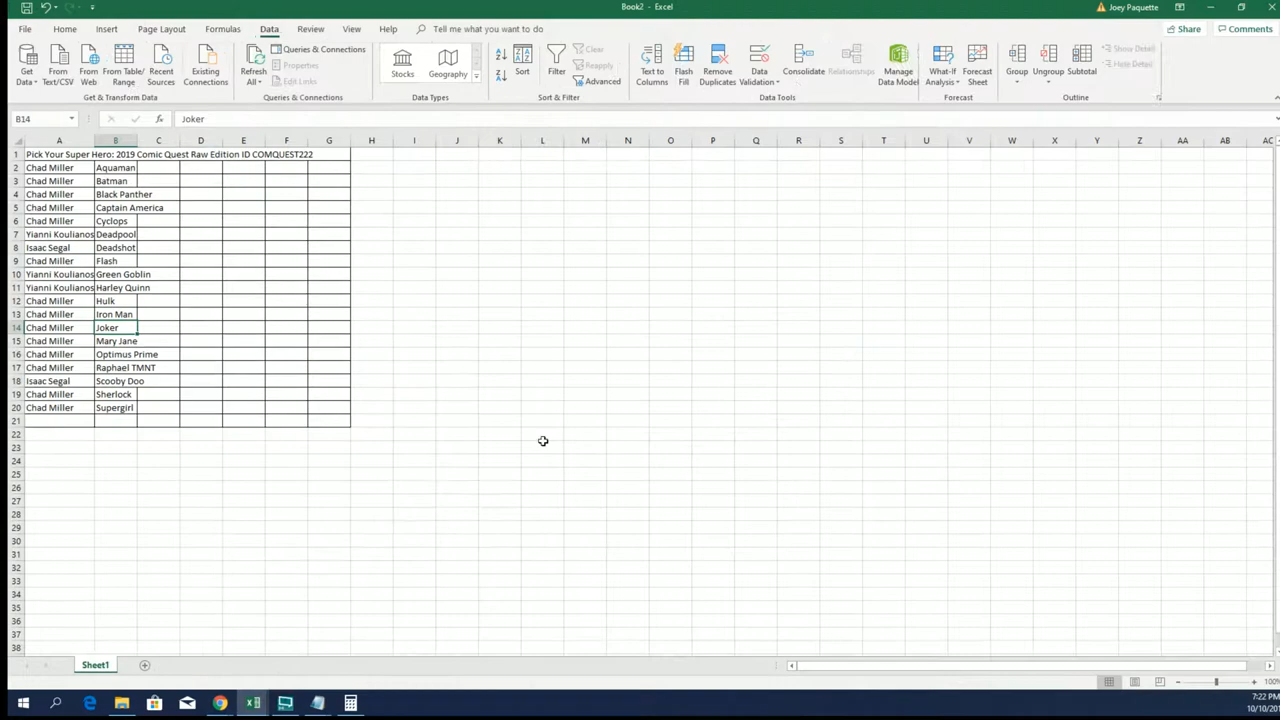 Book2 - Excel
Joey Paquette
File Home Insert Page Layout Formulas Data Review View Help Tell me what you want to do
Share Comments
Get Data
From Text/CSV
From Web
From Table/ Range
Recent Sources
Existing Connections
Get & Transform Data
Refresh All
Queries & Connections
Properties
Edit Links
Queries & Connections
Stocks
Geography
Data Types
Sort
Filter
Clear
Reapply
Advanced
Sort & Filter
Text to Columns
Flash Fill
Remove Duplicates
Data Validation
Consolidate
Relationships
Manage Data Model
Data Tools
What-If Analysis
Forecast Sheet
Forecast
Group
Ungroup
Subtotal
Show Detail
Hide Detail
Outline
B14 fx Joker
A B C D E F G H I J K L M N O P Q R S T U V W X Y Z AA AB AC
1 Pick Your Super Hero: 2019 Comic Quest Raw Edition ID COMQUEST222
2 Chad Miller Aquaman
3 Chad Miller Batman
4 Chad Miller Black Panther
5 Chad Miller Captain America
6 Chad Miller Cyclops
7 Yianni Koulianos Deadpool
8 Isaac Segal Deadshot
9 Chad Miller Flash
10 Yianni Koulianos Green Goblin
11 Yianni Koulianos Harley Quinn
12 Chad Miller Hulk
13 Chad Miller Iron Man
14 Chad Miller Joker
15 Chad Miller Mary Jane
16 Chad Miller Optimus Prime
17 Chad Miller Raphael TMNT
18 Isaac Segal Scooby Doo
19 Chad Miller Sherlock
20 Chad Miller Supergirl
21
22
23
24
25
26
27
28
29
30
31
32
33
34
35
36
37
38
Sheet1
100%
7:22 PM
10/10/201